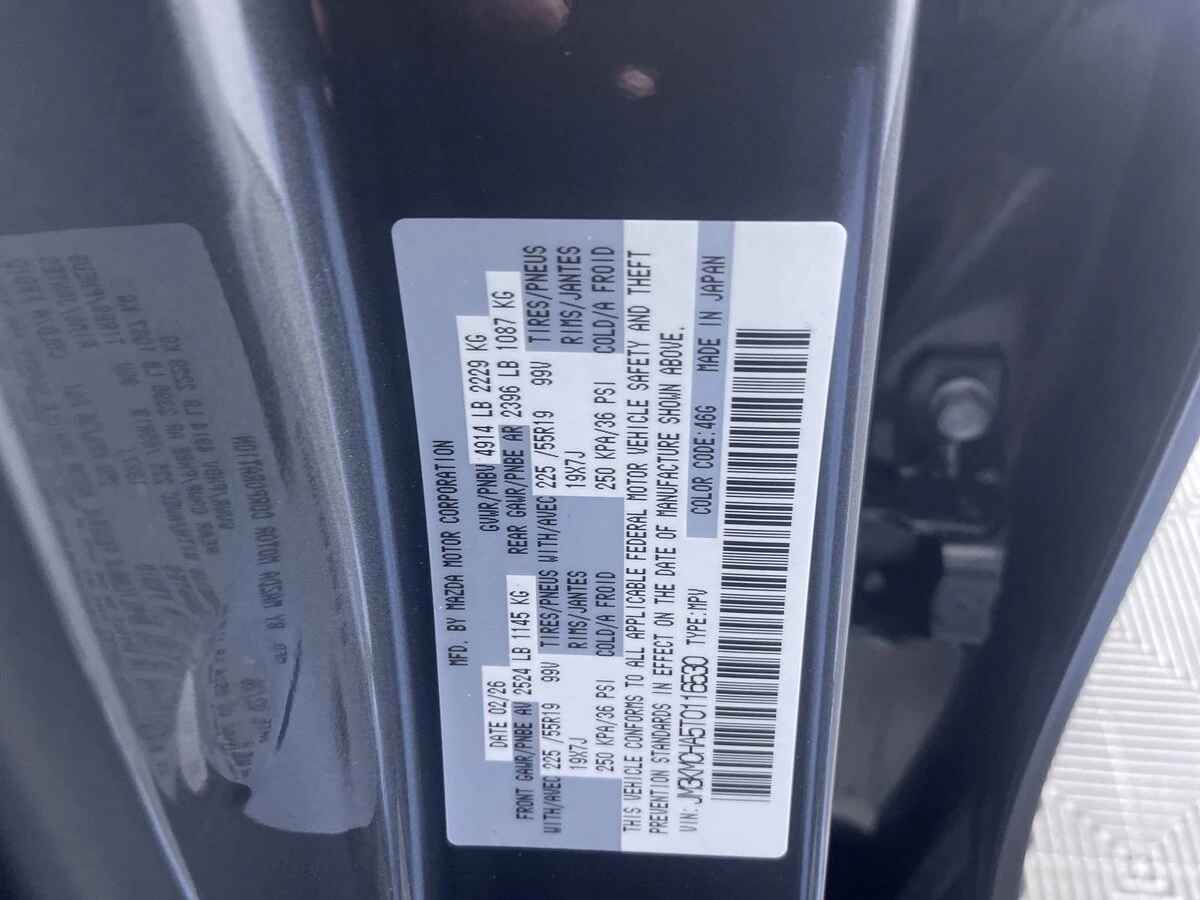 MFD. BY MAZDA MOTOR CORPORATION
DATE 02/26 GVWR/PNBV 4914 LB 2229 KG
FRONT GAWR/PNBE AV 2524 LB 1145 KG REAR GAWR/PNBE AR 2396 LB 1087 KG
WITH/AVEC 225 /55R19 99V TIRES/PNEUS WITH/AVEC 225 /55R19 99V TIRES/PNEUS
19X7J RIMS/JANTES 19X7J RIMS/JANTES
250 KPA/36 PSI COLD/A FROID 250 KPA/36 PSI COLD/A FROID
THIS VEHICLE CONFORMS TO ALL APPLICABLE FEDERAL MOTOR VEHICLE SAFETY AND THEFT
PREVENTION STANDARDS IN EFFECT ON THE DATE OF MANUFACTURE SHOWN ABOVE.
VIN: JM3KMCHA5T0116530 TYPE:MPV COLOR CODE:46G MADE IN JAPAN